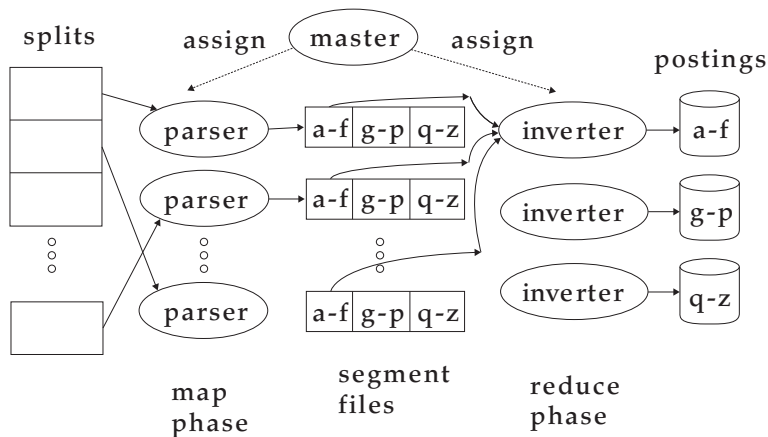 splits
assign
master
assign
postings
parser
a-f
g-p
q-z
inverter
a-f
parser
a-f
g-p
q-z
inverter
g-p
parser
a-f
g-p
q-z
inverter
q-z
map
phase
segment
files
reduce
phase